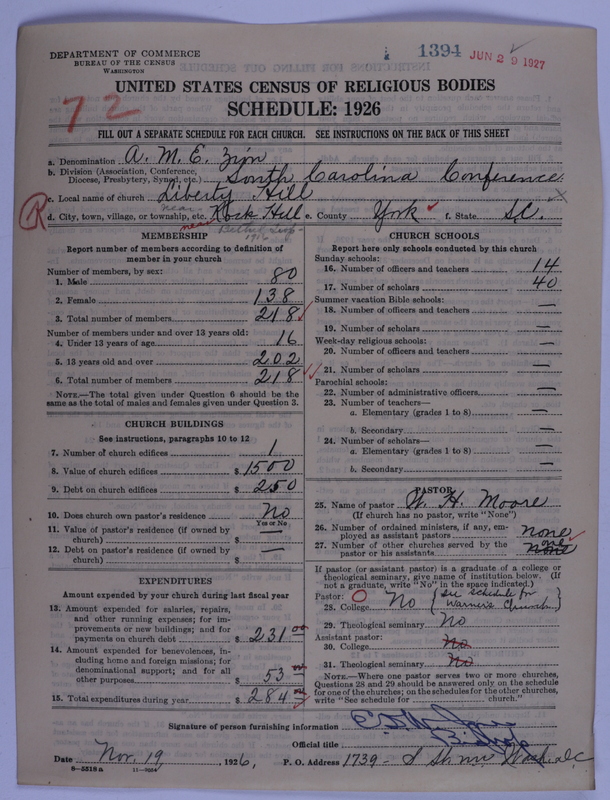 1394 JUN 29 1927
DEPARTMENT OF COMMERCE
BUREAU OF THE CENSUS
WASHINGTON
UNITED STATES CENSUS OF RELIGIOUS BODIES
SCHEDULE: 1926
72
FILL OUT A SEPARATE SCHEDULE FOR EACH CHURCH. SEE INSTRUCTIONS ON THE BACK OF THIS SHEET
a. Denomination A. M. E. Zion
b. Division (Association, Conference, Diocese, Presbytery, Synod, etc.) South Carolina Conference
c. Local name of church Liberty Hill
R
near
d. City, town, village, or township, etc. Rock Hill e. County York f. State S.C.
near Bethel
1916
MEMBERSHIP
Report number of members according to definition of member in your church
Number of members, by sex:
1. Male 80
2. Female 138
3. Total number of members 218
Number of members under and over 13 years old:
4. Under 13 years of age 16
5. 13 years old and over 202
6. Total number of members 218
NOTE.—The total given under Question 6 should be the same as the total of males and females given under Question 3.
CHURCH BUILDINGS
See instructions, paragraphs 10 to 12
7. Number of church edifices 1
8. Value of church edifices $ 1500
9. Debt on church edifices $ 250
10. Does church own pastor's residence No
Yes or No
11. Value of pastor's residence (if owned by church) $ —
12. Debt on pastor's residence (if owned by church) $ —
EXPENDITURES
Amount expended by your church during last fiscal year
13. Amount expended for salaries, repairs, and other running expenses; for improvements or new buildings; and for payments on church debt $ 231 00
14. Amount expended for benevolences, including home and foreign missions; for denominational support; and for all other purposes $ 53 00
15. Total expenditures during year $ 284 00
CHURCH SCHOOLS
Report here only schools conducted by this church
Sunday schools:
16. Number of officers and teachers 14
17. Number of scholars 40
Summer vacation Bible schools:
18. Number of officers and teachers —
19. Number of scholars —
Week-day religious schools:
20. Number of officers and teachers —
21. Number of scholars —
Parochial schools:
22. Number of administrative officers —
23. Number of teachers—
a. Elementary (grades 1 to 8) —
b. Secondary —
24. Number of scholars—
a. Elementary (grades 1 to 8) —
b. Secondary —
PASTOR
25. Name of pastor W. H. Moore
(If church has no pastor, write "None")
26. Number of ordained ministers, if any, employed as assistant pastors none
27. Number of other churches served by the pastor or his assistants one none
If pastor (or assistant pastor) is a graduate of a college or theological seminary, give name of institution below. (If not a graduate, write "No" in the space indicated.)
Pastor:
28. College No {See Schedule for Warner's Church}
29. Theological seminary No
Assistant pastor:
30. College No
31. Theological seminary No
NOTE.—Where one pastor serves two or more churches, Questions 28 and 29 should be answered only on the schedule for one of the churches; on the schedules for the other churches, write "See schedule for church."
Signature of person furnishing information
Official title Bishop
Date Nov. 19, 1926, P. O. Address 1739- S St. NW Wash. D.C.
8—5518a 11—9024